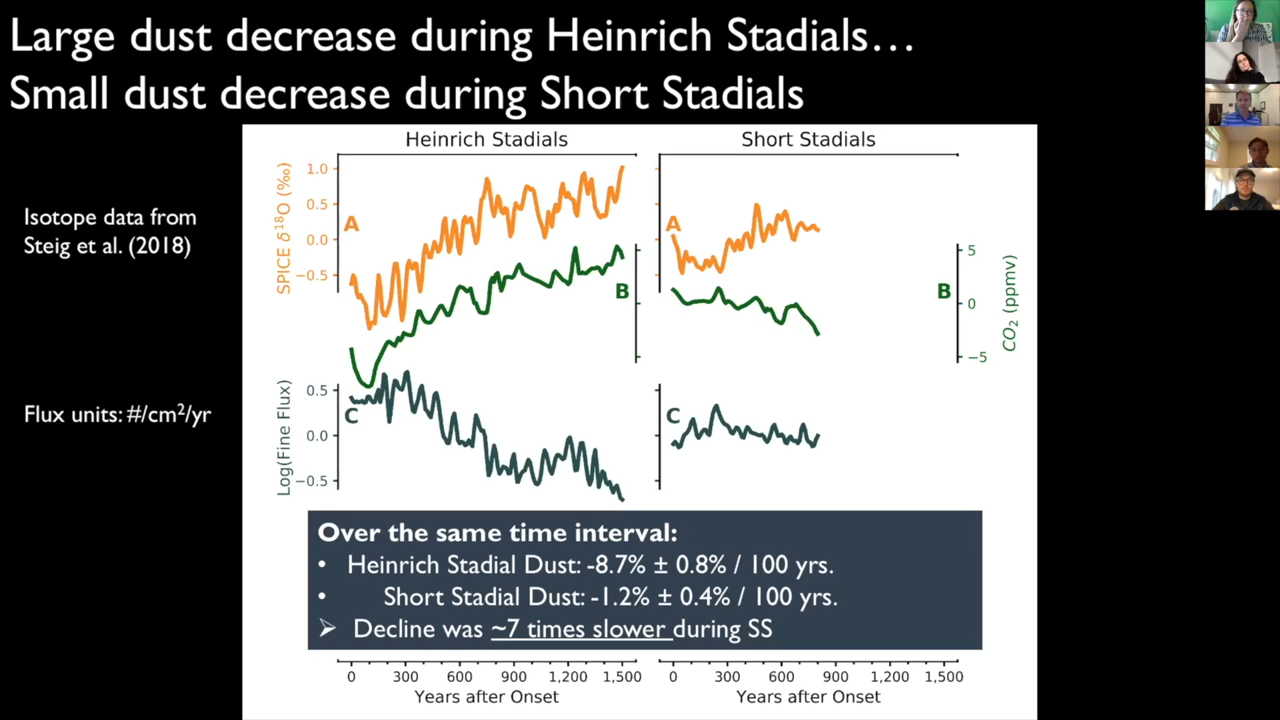 Large dust decrease during Heinrich Stadials…
Small dust decrease during Short Stadials
Isotope data from
Steig et al. (2018)
Flux units: #/cm²/yr
Heinrich Stadials
Short Stadials
SPICE δ¹⁸O (‰)
1.0
0.5
0.0
−0.5
A
A
B
B
5
0
−5
CO₂ (ppmv)
Log(Fine Flux)
0.5
0.0
−0.5
C
C
Over the same time interval:
• Heinrich Stadial Dust: -8.7% ± 0.8% / 100 yrs.
• Short Stadial Dust: -1.2% ± 0.4% / 100 yrs.
➢ Decline was ~7 times slower during SS
0 300 600 900 1,200 1,500
0 300 600 900 1,200 1,500
Years after Onset
Years after Onset